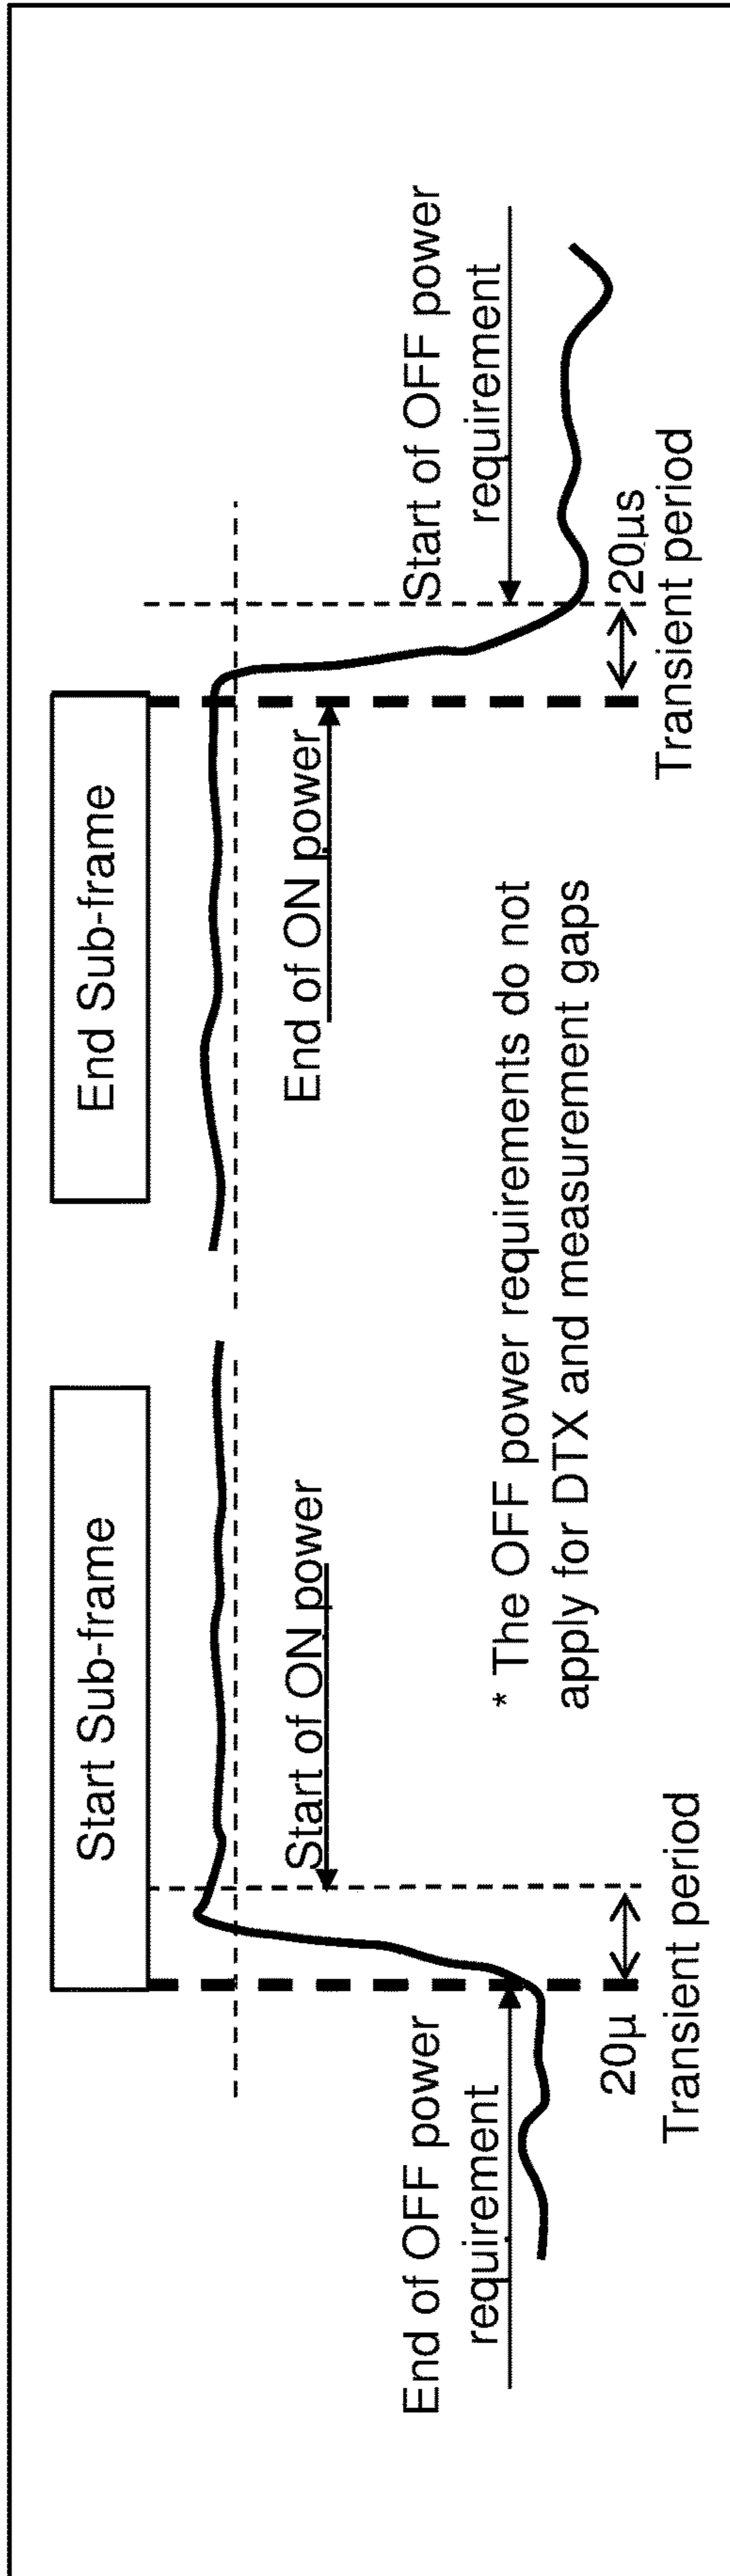 Start Sub-frame
End Sub-frame
Start of ON power
End of ON power
End of OFF power
requirement
Start of OFF power
requirement
* The OFF power requirements do not
apply for DTX and measurement gaps
20µ
Transient period
20µs
Transient period